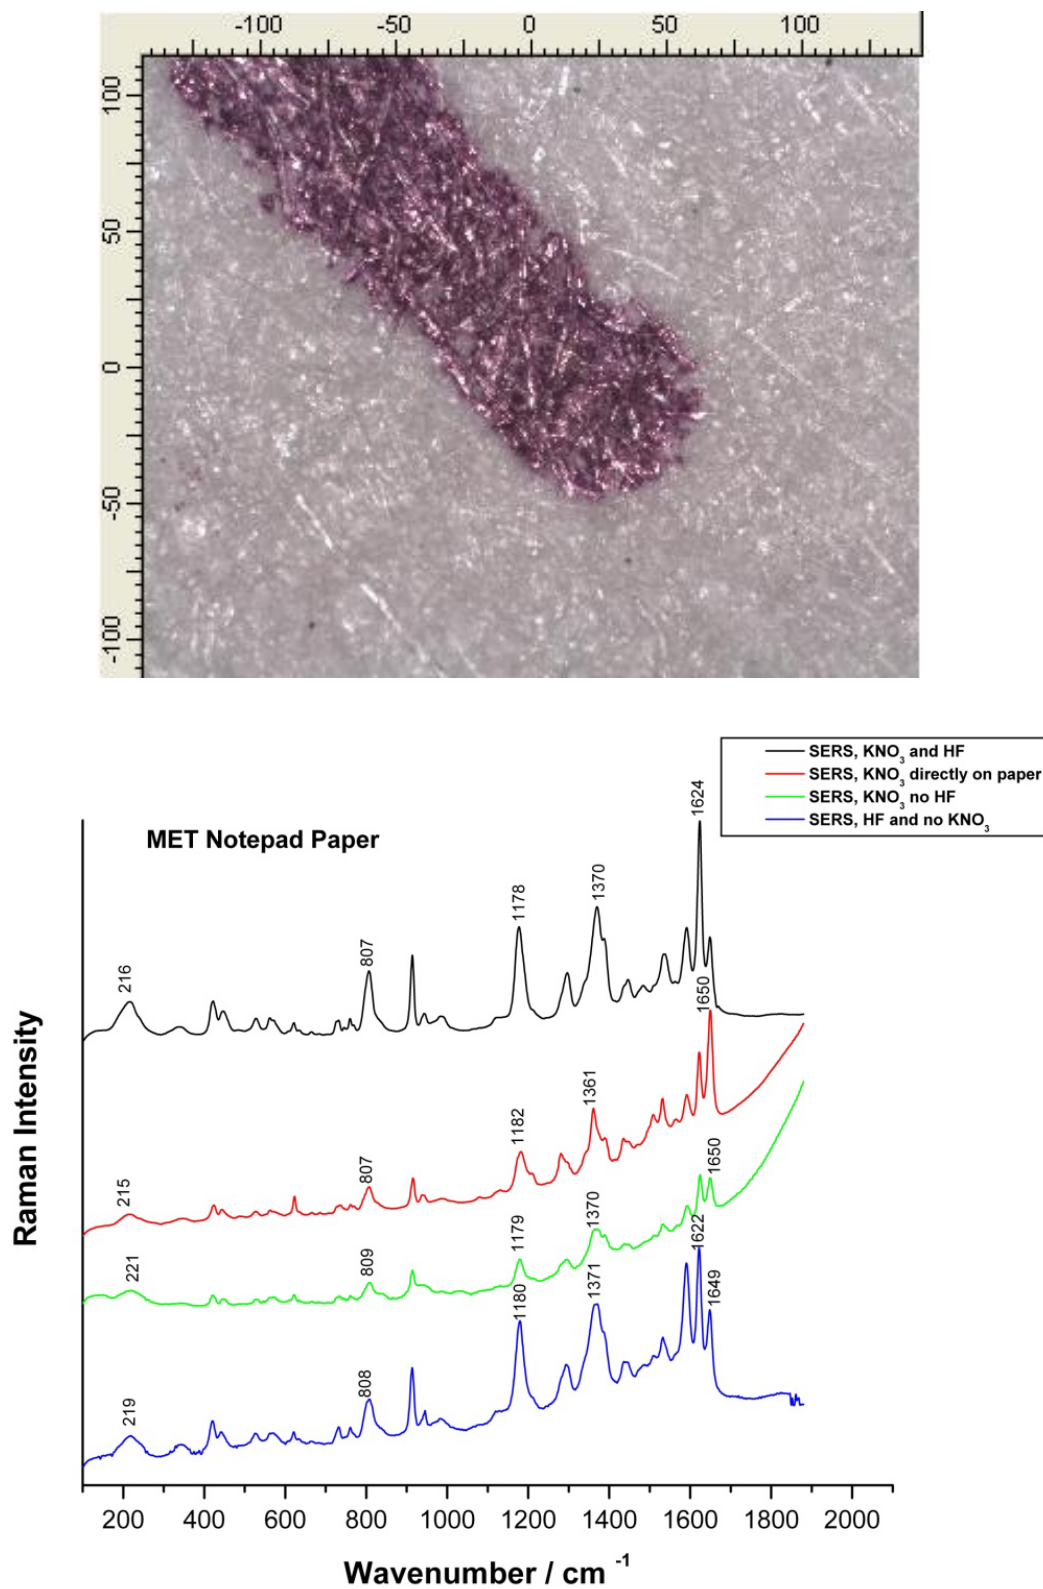 -100 -50 0 50 100
100
50
0
-50
-100
SERS, KNO₃ and HF
SERS, KNO₃ directly on paper
SERS, KNO₃ no HF
SERS, HF and no KNO₃
MET Notepad Paper
216
807
1178
1370
1624
215
807
1182
1361
1650
221
809
1179
1370
1650
219
808
1180
1371
1622
1649
Raman Intensity
200 400 600 800 1000 1200 1400 1600 1800 2000
Wavenumber / cm ⁻¹